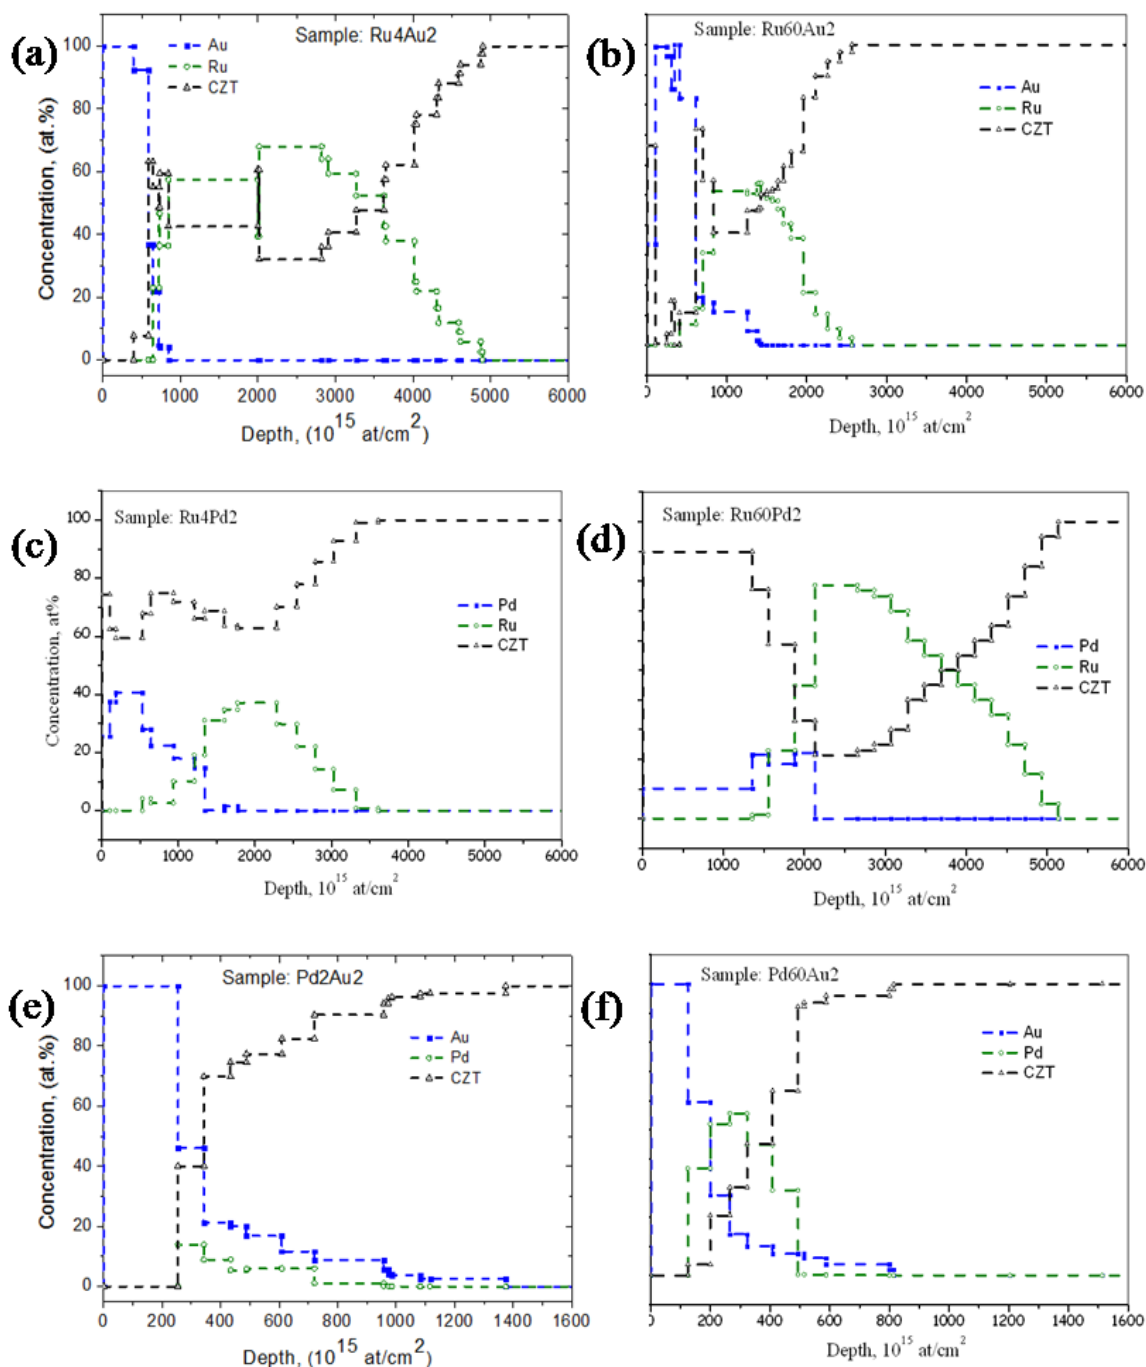 (a)
Sample: Ru4Au2
Au
Ru
CZT
100
80
60
40
20
0
Concentration, (at.%)
0 1000 2000 3000 4000 5000 6000
Depth, (10^15 at/cm^2)
(b)
Sample: Ru60Au2
Au
Ru
CZT
0 1000 2000 3000 4000 5000 6000
Depth, 10^15 at/cm^2
(c)
Sample: Ru4Pd2
Pd
Ru
CZT
100
80
60
40
20
0
Concentration, at%
0 1000 2000 3000 4000 5000 6000
Depth, 10^15 at/cm^2
(d)
Sample: Ru60Pd2
Pd
Ru
CZT
0 1000 2000 3000 4000 5000 6000
Depth, 10^15 at/cm^2
(e)
Sample: Pd2Au2
Au
Pd
CZT
100
80
60
40
20
0
Concentration, (at.%)
0 200 400 600 800 1000 1200 1400 1600
Depth, (10^15 at/cm^2)
(f)
Sample: Pd60Au2
Au
Pd
CZT
0 200 400 600 800 1000 1200 1400 1600
Depth, 10^15 at/cm^2